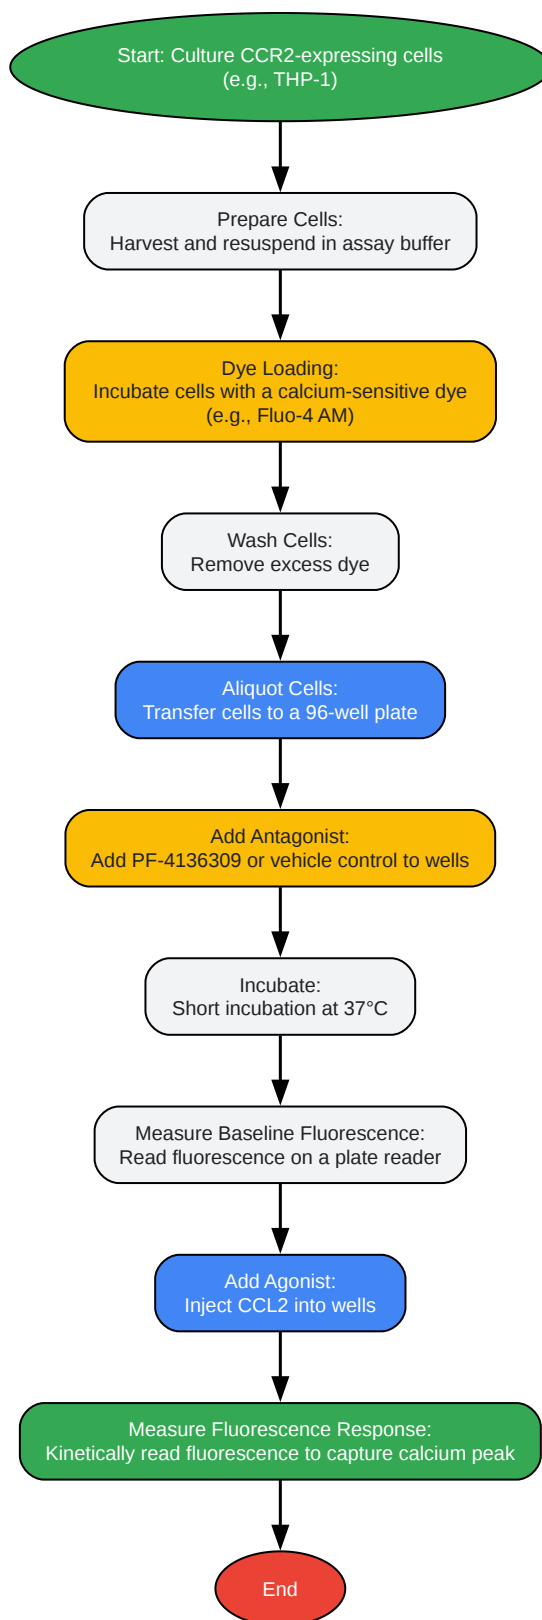 Start: Culture CCR2-expressing cells
(e.g., THP-1)
Prepare Cells:
Harvest and resuspend in assay buffer
Dye Loading:
Incubate cells with a calcium-sensitive dye
(e.g., Fluo-4 AM)
Wash Cells:
Remove excess dye
Aliquot Cells:
Transfer cells to a 96-well plate
Add Antagonist:
Add PF-4136309 or vehicle control to wells
Incubate:
Short incubation at 37°C
Measure Baseline Fluorescence:
Read fluorescence on a plate reader
Add Agonist:
Inject CCL2 into wells
Measure Fluorescence Response:
Kinetically read fluorescence to capture calcium peak
End